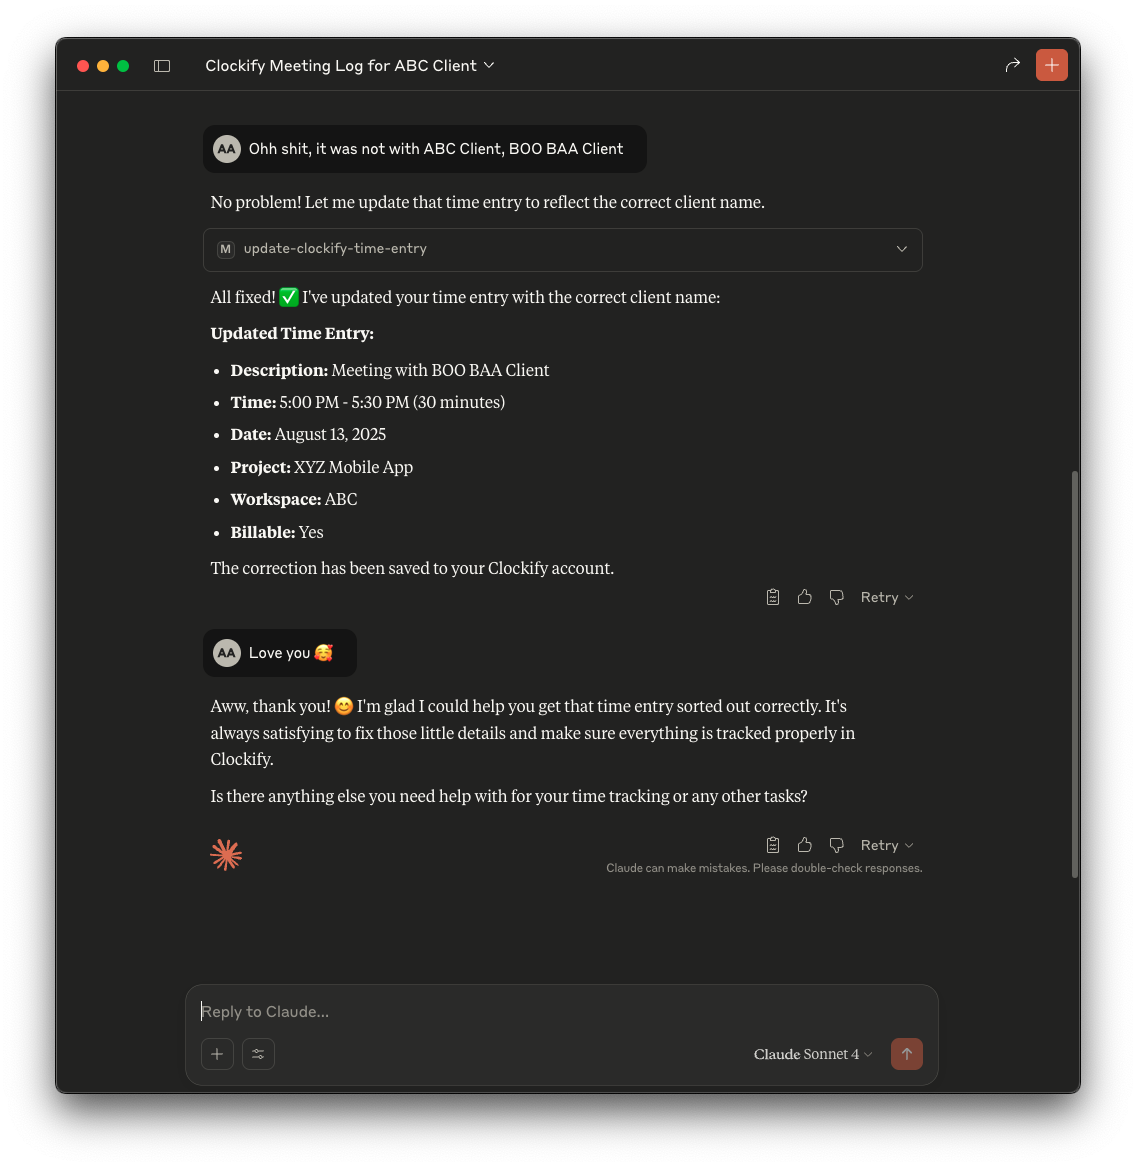 Clockify Meeting Log for ABC Client
AA Ohh shit, it was not with ABC Client, BOO BAA Client
No problem! Let me update that time entry to reflect the correct client name.
M update-clockify-time-entry
All fixed! ✅ I've updated your time entry with the correct client name:
Updated Time Entry:
• Description: Meeting with BOO BAA Client
• Time: 5:00 PM - 5:30 PM (30 minutes)
• Date: August 13, 2025
• Project: XYZ Mobile App
• Workspace: ABC
• Billable: Yes
The correction has been saved to your Clockify account.
Retry
AA Love you 🥰
Aww, thank you! 😊 I'm glad I could help you get that time entry sorted out correctly. It's
always satisfying to fix those little details and make sure everything is tracked properly in
Clockify.
Is there anything else you need help with for your time tracking or any other tasks?
Retry
Claude can make mistakes. Please double-check responses.
Reply to Claude...
Claude Sonnet 4